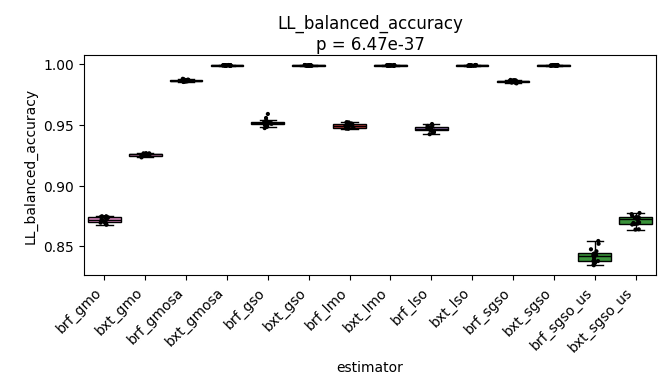 LL_balanced_accuracy
p = 6.47e-37
LL_balanced_accuracy
1.00
0.95
0.90
0.85
brf_gmo
bxt_gmo
brf_gmosa
bxt_gmosa
brf_gso
bxt_gso
brf_lmo
bxt_lmo
brf_lso
bxt_lso
brf_sgso
bxt_sgso
brf_sgso_us
bxt_sgso_us
estimator